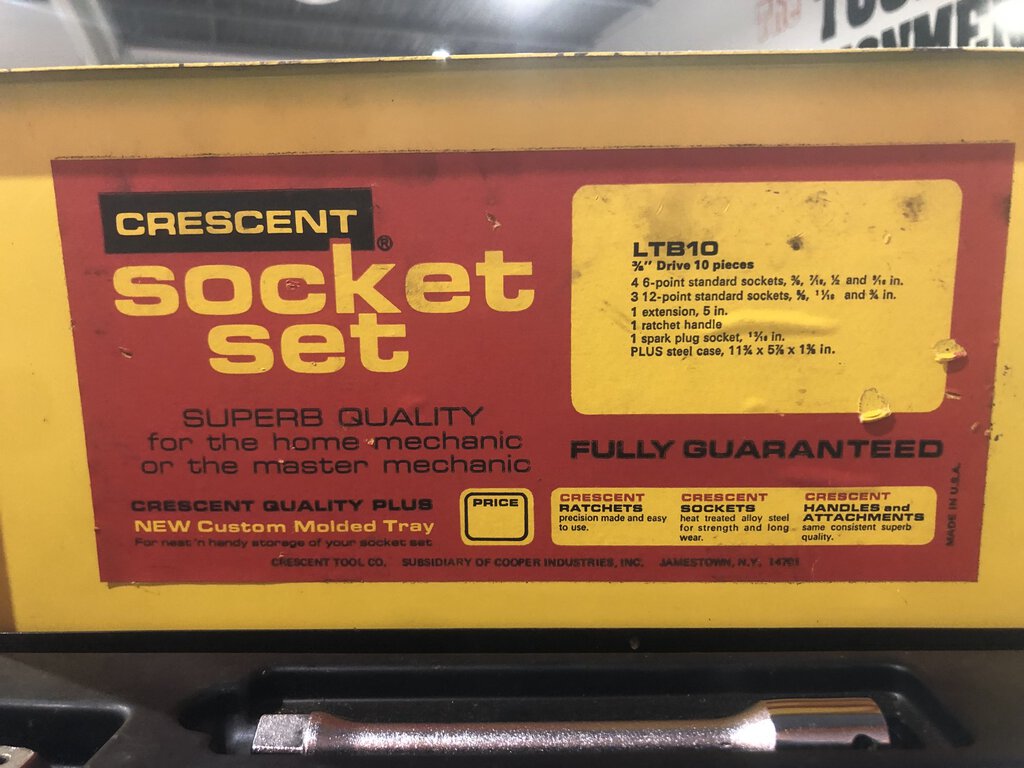 CRESCENT®
socket
set
SUPERB QUALITY
for the home mechanic
or the master mechanic
CRESCENT QUALITY PLUS
NEW Custom Molded Tray
For neat 'n handy storage of your socket set
PRICE
LTB10
⅜" Drive 10 pieces
4 6-point standard sockets, ⅜, 7/16, ½ and 9/16 in.
3 12-point standard sockets, ⅝, 11/16 and ¾ in.
1 extension, 5 in.
1 ratchet handle
1 spark plug socket, 13/16 in.
PLUS steel case, 11¾ x 5⅞ x 1⅝ in.
FULLY GUARANTEED
CRESCENT
RATCHETS
precision made and easy
to use.
CRESCENT
SOCKETS
heat treated alloy steel
for strength and long
wear.
CRESCENT
HANDLES and
ATTACHMENTS
same consistent superb
quality.
MADE IN U.S.A.
CRESCENT TOOL CO. SUBSIDIARY OF COOPER INDUSTRIES, INC. JAMESTOWN, N.Y. 14701